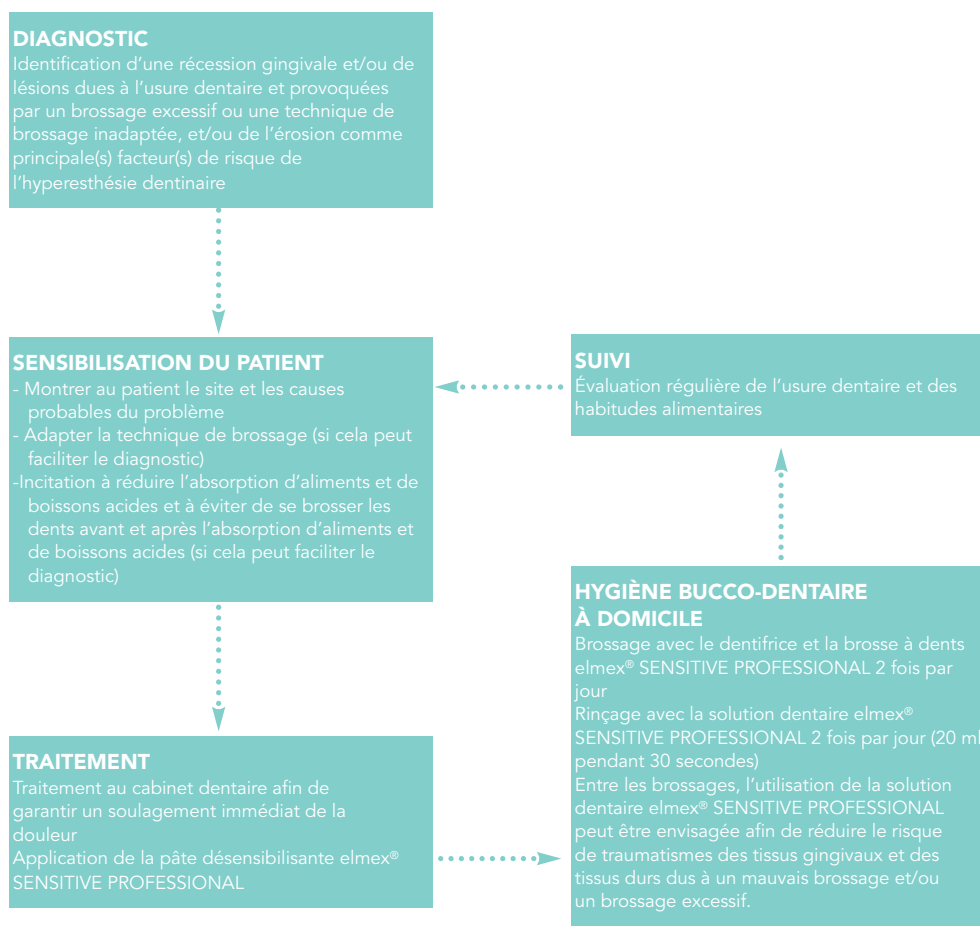 DIAGNOSTIC
Identification d'une récession gingivale et/ou de
lésions dues à l'usure dentaire et provoquées
par un brossage excessif ou une technique de
brossage inadaptée, et/ou de l'érosion comme
principale(s) facteur(s) de risque de
l'hyperesthésie dentinaire
SENSIBILISATION DU PATIENT
- Montrer au patient le site et les causes
probables du problème
- Adapter la technique de brossage (si cela peut
faciliter le diagnostic)
-Incitation à réduire l'absorption d'aliments et de
boissons acides et à éviter de se brosser les
dents avant et après l'absorption d'aliments et
de boissons acides (si cela peut faciliter le
diagnostic)
TRAITEMENT
Traitement au cabinet dentaire afin de
garantir un soulagement immédiat de la
douleur
Application de la pâte désensibilisante elmex®
SENSITIVE PROFESSIONAL
HYGIÈNE BUCCO-DENTAIRE
À DOMICILE
Brossage avec le dentifrice et la brosse à dents
elmex® SENSITIVE PROFESSIONAL 2 fois par
jour
Rinçage avec la solution dentaire elmex®
SENSITIVE PROFESSIONAL 2 fois par jour (20 ml
pendant 30 secondes)
Entre les brossages, l'utilisation de la solution
dentaire elmex® SENSITIVE PROFESSIONAL
peut être envisagée afin de réduire le risque
de traumatismes des tissus gingivaux et des
tissus durs dus à un mauvais brossage et/ou
un brossage excessif.
SUIVI
Évaluation régulière de l'usure dentaire et des
habitudes alimentaires